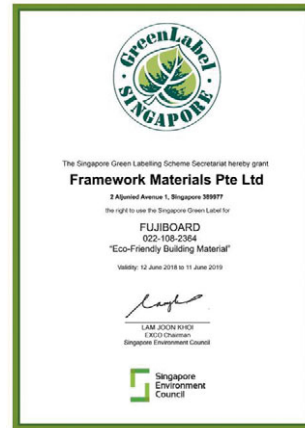 GreenLabel
SINGAPORE
The Singapore Green Labelling Scheme Secretariat hereby grant
Framework Materials Pte Ltd
2 Aljunied Avenue 1, Singapore 389977
the right to use the Singapore Green Label for
FUJIBOARD
022-108-2364
"Eco-Friendly Building Material"
Validity: 12 June 2018 to 11 June 2019
LAM JOON KHOI
EXCO Chairman
Singapore Environment Council
Singapore
Environment
Council